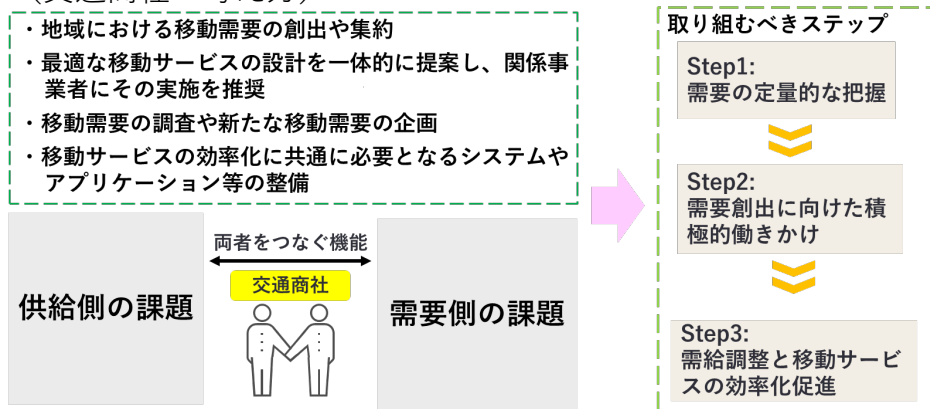 ・地域における移動需要の創出や集約
・最適な移動サービスの設計を一体的に提案し、関係事
業者にその実施を推奨
・移動需要の調査や新たな移動需要の企画
・移動サービスの効率化に共通に必要となるシステムや
アプリケーション等の整備
供給側の課題
両者をつなぐ機能
交通商社
需要側の課題
取り組むべきステップ
Step1:
需要の定量的な把握
Step2:
需要創出に向けた積
極的働きかけ
Step3:
需給調整と移動サービ
スの効率化促進